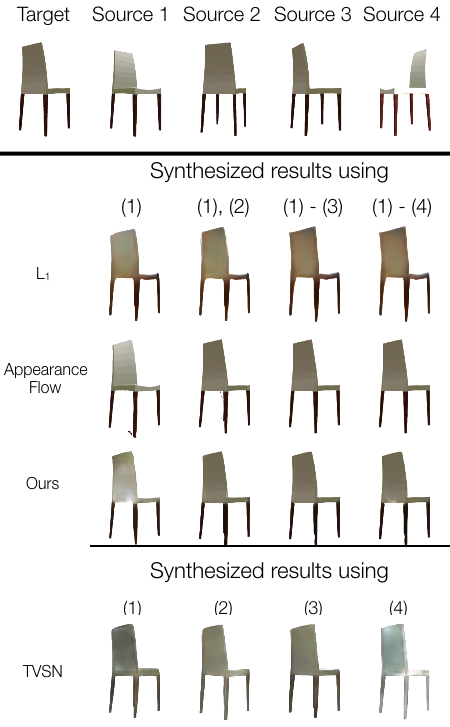 Target Source 1 Source 2 Source 3 Source 4
Synthesized results using
(1) (1), (2) (1) - (3) (1) - (4)
L₁
Appearance
Flow
Ours
Synthesized results using
(1) (2) (3) (4)
TVSN